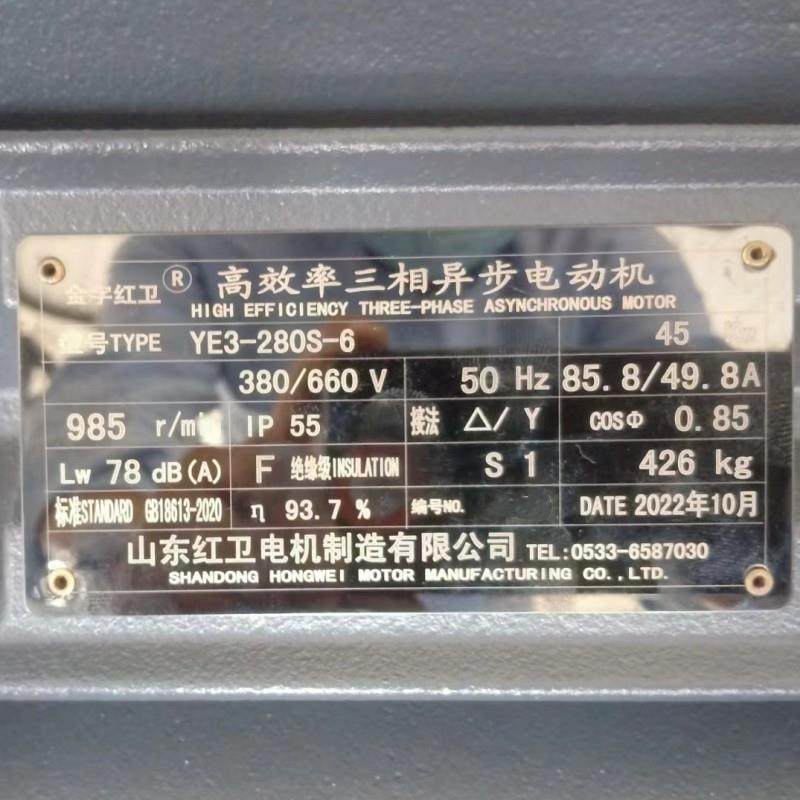 金字红卫® 高效率三相异步电动机
HIGH EFFICIENCY THREE-PHASE ASYNCHRONOUS MOTOR
型号TYPE YE3-280S-6 45 Kw
380/660 V 50 Hz 85.8/49.8A
985 r/min IP 55 接法 △/ Y COSΦ 0.85
Lw 78 dB(A) F 绝缘级INSULATION S 1 426 kg
标准STANDARD GB18613-2020 η 93.7 % 编号NO. DATE 2022年10月
山东红卫电机制造有限公司 TEL:0533-6587030
SHANDONG HONGWEI MOTOR MANUFACTURING CO.,LTD.